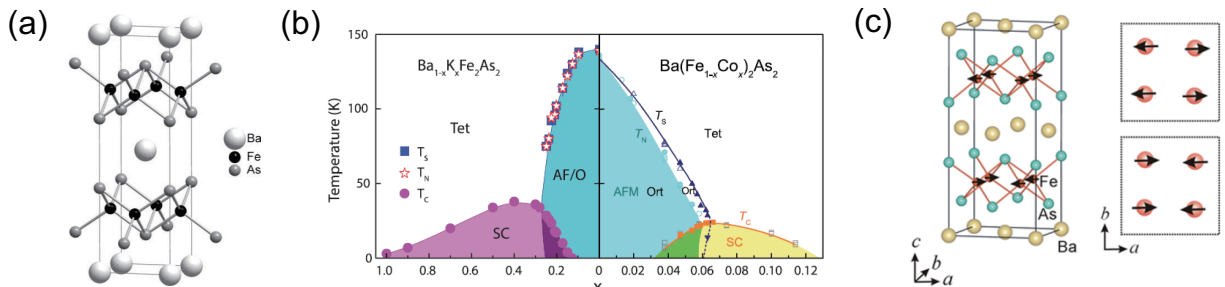 (a)
Ba
Fe
As
(b)
150
100
50
0
Temperature (K)
Ba1-xKxFe2As2
Tet
TS
TN
TC
AF/O
SC
Ba(Fe1-xCox)2As2
TS
TN
Tet
AFM
Ort
Ort
TC
SC
1.0
0.8
0.6
0.4
0.2
0
0.02
0.04
0.06
0.08
0.10
0.12
(c)
Fe
As
Ba
c
b
a
b
a